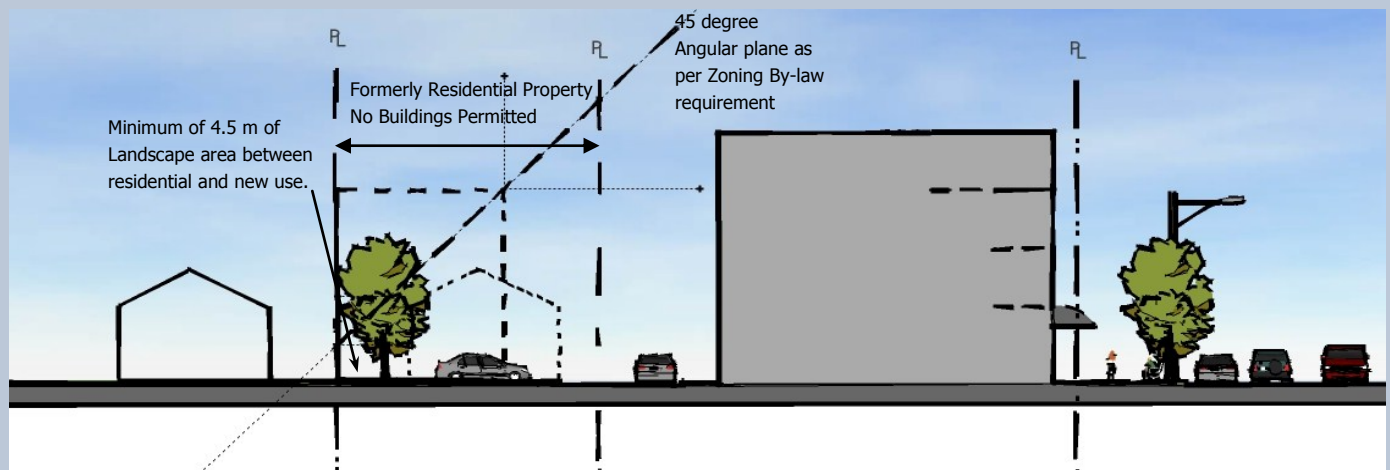 PL
PL
PL
45 degree
Angular plane as
per Zoning By-law
requirement
Formerly Residential Property
No Buildings Permitted
Minimum of 4.5 m of
Landscape area between
residential and new use.